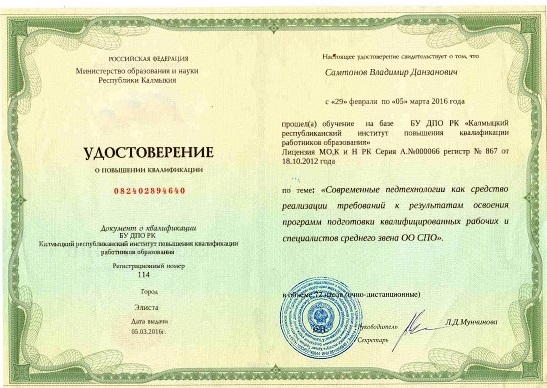 РОССИЙСКАЯ ФЕДЕРАЦИЯ
Министерство образования и науки
Республики Калмыкия
УДОСТОВЕРЕНИЕ
О ПОВЫШЕНИИ КВАЛИФИКАЦИИ
082402894640
Документ о квалификации
БУ ДПО РК
Калмыцкий республиканский институт повышения квалификации
работников образования
Регистрационный номер
114
Город
Элиста
Дата выдачи
05.03.2016г.
Настоящее удостоверение свидетельствует о том, что
Самтонов Владимир Данзанович
с «29» февраля по «05» марта 2016 года
прошел(а) обучение на базе БУ ДПО РК «Калмыцкий
республиканский институт повышения квалификации
работников образования»
Лицензия МО,К и Н РК Серия А.№000066 регистр № 867 от
18.10.2012 года
по теме: «Современные педтехнологии как средство
реализации требований к результатам освоения
программ подготовки квалифицированных рабочих и
специалистов среднего звена ОО СПО».
в объеме 72 часа (очно-дистанционные)
Руководитель Л.Д.Мунчинова
Секретарь